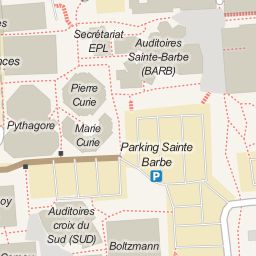 Secrétariat
EPL
Auditoires
Sainte-Barbe
(BARB)
nces
Pierre
Curie
Pythagore
Marie
Curie
Parking Sainte
Barbe
P
oy
Auditoires
croix du
Sud (SUD)
Boltzmann